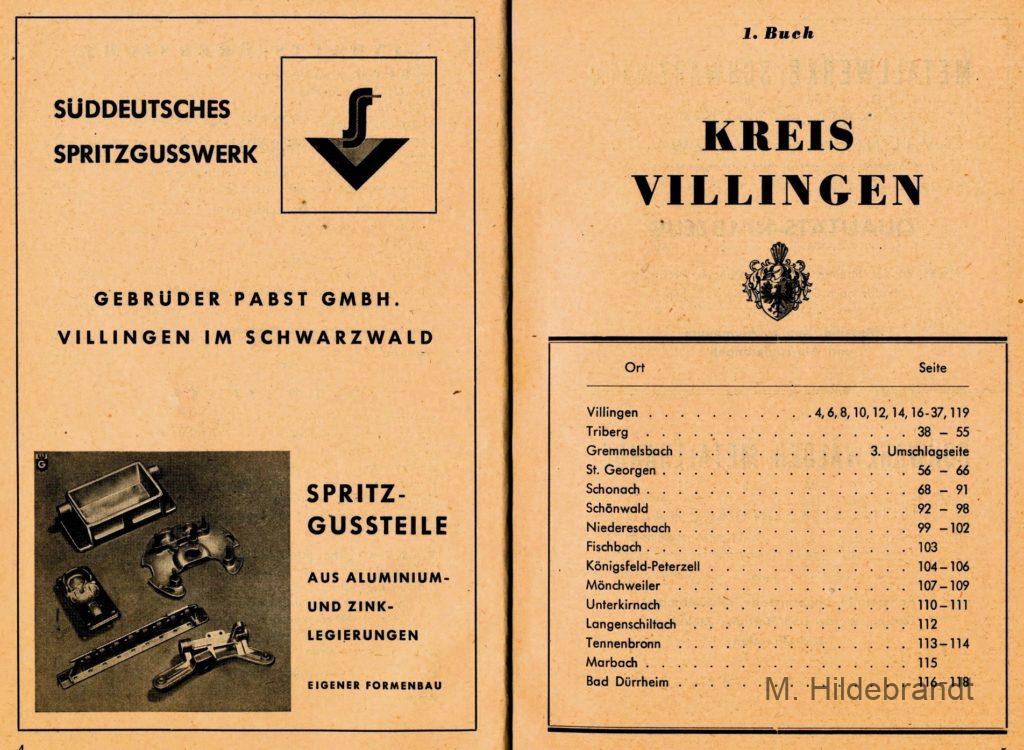 SÜDDEUTSCHES
SPRITZGUSSWERK
GEBRÜDER PABST GMBH.
VILLINGEN IM SCHWARZWALD
SPRITZ-
GUSSTEILE
AUS ALUMINIUM-
UND ZINK-
LEGIERUNGEN
EIGENER FORMENBAU
1. Buch
KREIS
VILLINGEN
Ort Seite
Villingen . . . . . . . . . . 4, 6, 8, 10, 12, 14, 16-37, 119
Triberg . . . . . . . . . . . . . . . 38 – 55
Gremmelsbach . . . . . . . . . . . 3. Umschlagseite
St. Georgen . . . . . . . . . . . . . . 56 – 66
Schonach . . . . . . . . . . . . . . . 68 – 91
Schönwald . . . . . . . . . . . . . . 92 – 98
Niedereschach . . . . . . . . . . . . . 99 –102
Fischbach . . . . . . . . . . . . . . . 103
Königsfeld-Peterzell . . . . . . . . . . . . 104–106
Mönchweiler . . . . . . . . . . . . . . 107–109
Unterkirnach . . . . . . . . . . . . . . 110–111
Langenschiltach . . . . . . . . . . . . . 112
Tennenbronn . . . . . . . . . . . . . . 113–114
Marbach . . . . . . . . . . . . . . . 115
Bad Dürrheim . . . . . . . . . . . . . 116–118
M. Hildebrandt